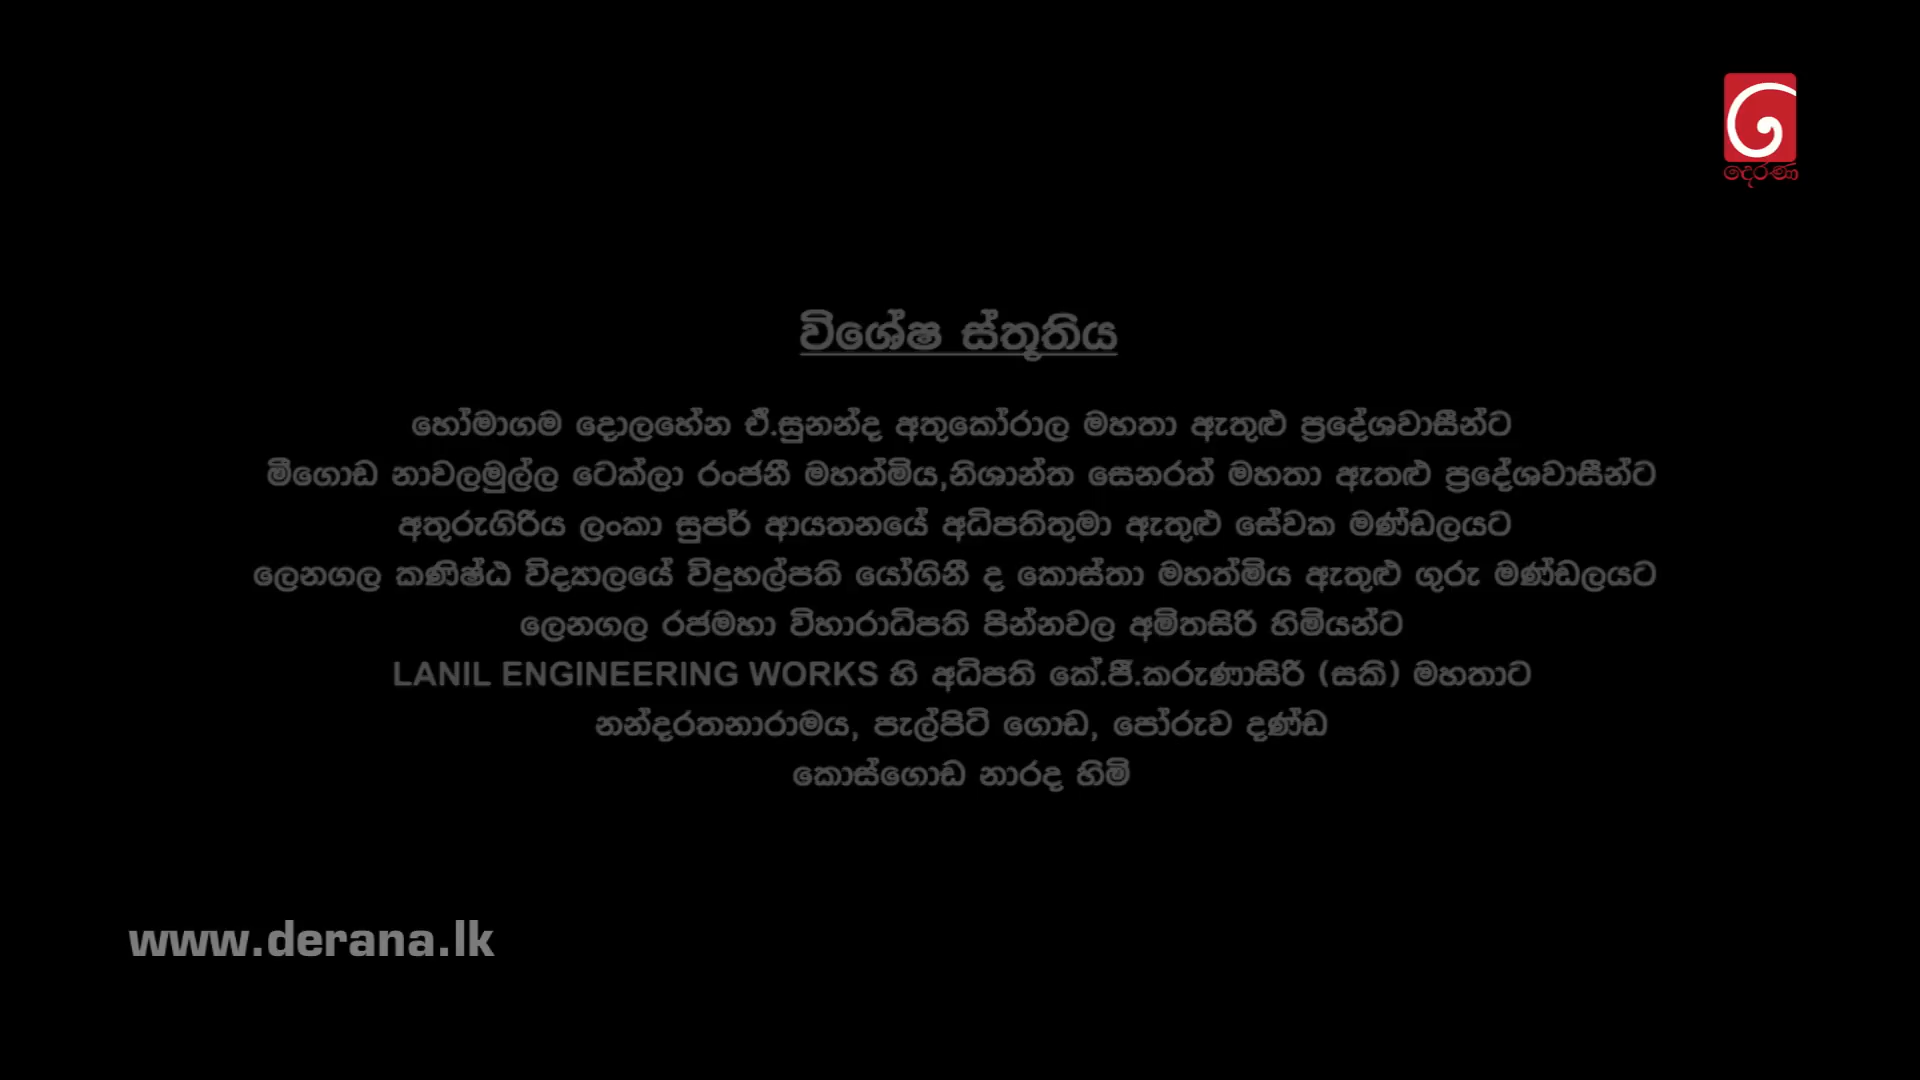 දෙරණ
විශේෂ ස්තූතිය
හෝමාගම දොලහේන ඒ.සුනන්ද අතුකෝරාල මහතා ඇතුළු ප්‍රදේශවාසීන්ට
මීගොඩ නාවලමුල්ල ටෙක්ලා රංජනී මහත්මිය,නිශාන්ත සෙනරත් මහතා ඇතළු ප්‍රදේශවාසීන්ට
අතුරුගිරිය ලංකා සුපර් ආයතනයේ අධිපතිතුමා ඇතුළු සේවක මණ්ඩලයට
ලෙනගල කණිෂ්ඨ විද්‍යාලයේ විදුහල්පති යෝගිනී ද කොස්තා මහත්මිය ඇතුළු ගුරු මණ්ඩලයට
ලෙනගල රජමහා විහාරාධිපති පින්නවල අමිතසිරි හිමියන්ට
LANIL ENGINEERING WORKS හි අධිපති කේ.පී.කරුණාසිරි (සකි) මහතාට
නන්දරතනාරාමය, පැල්පිටි ගොඩ, පෝරුව දණ්ඩ
කොස්ගොඩ නාරද හිමි
www.derana.lk